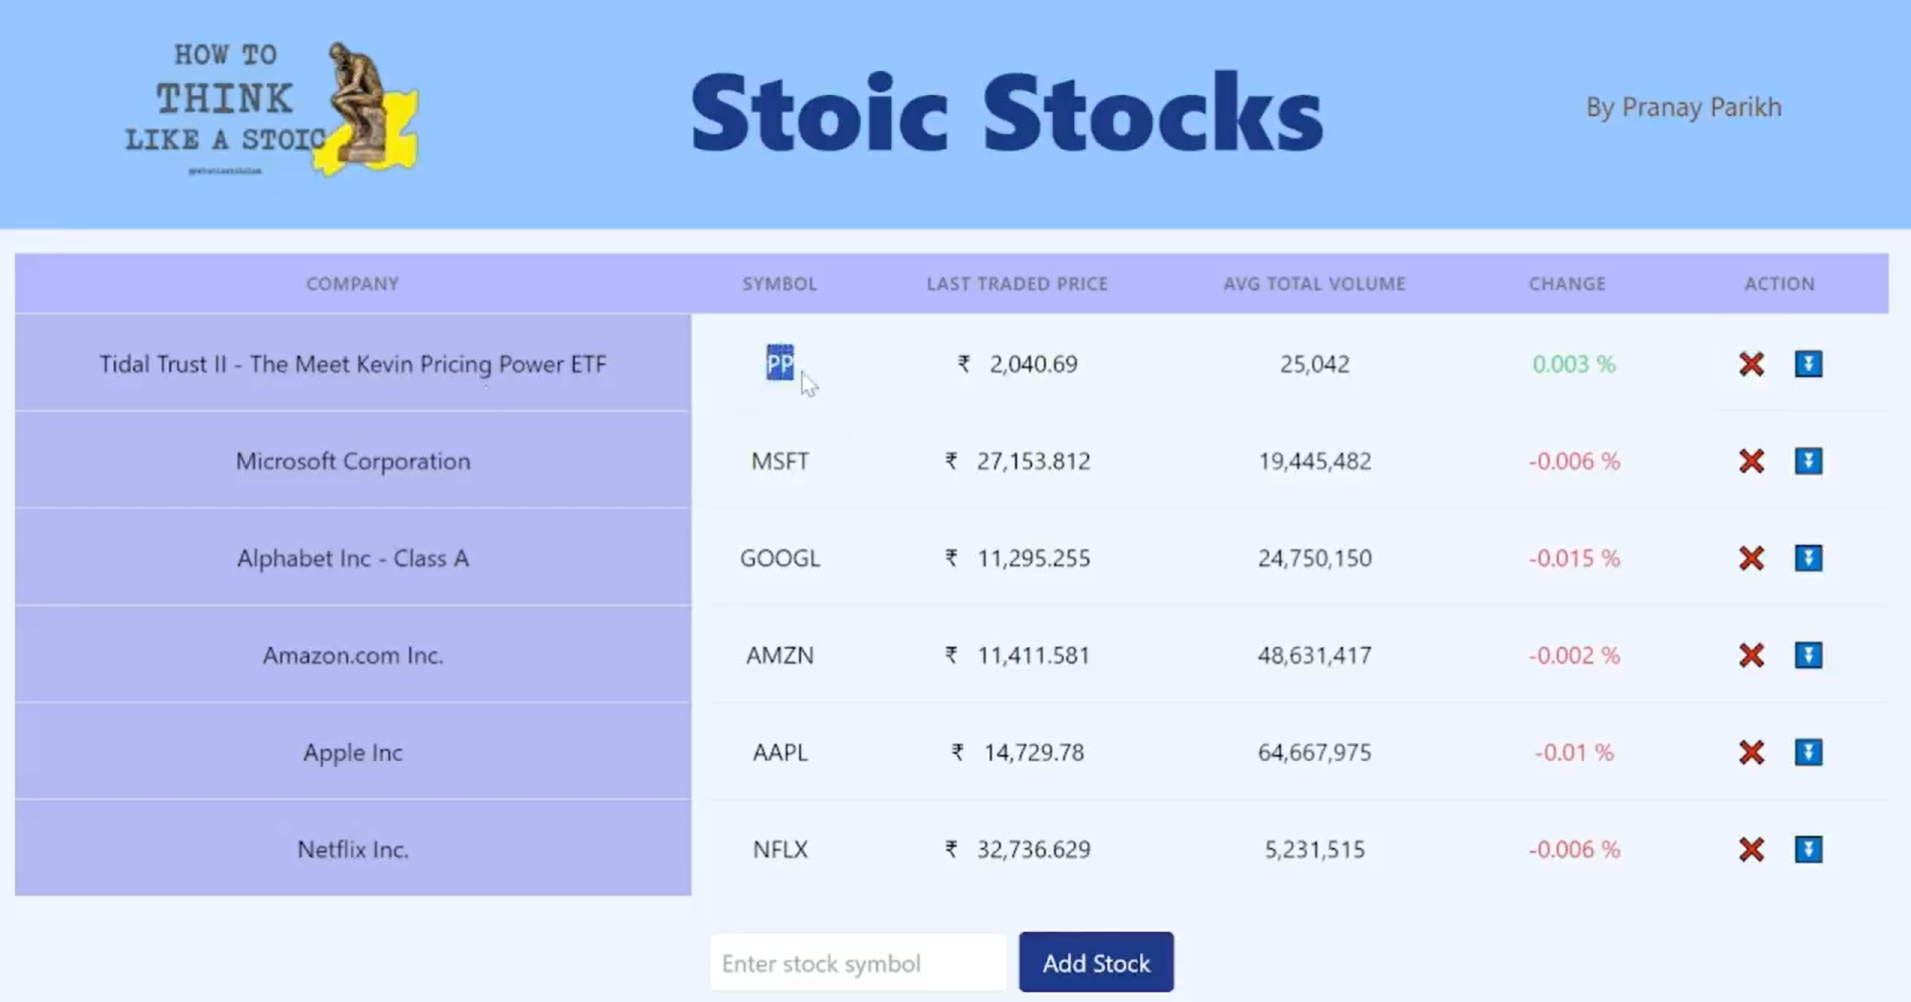 HOW TO
THINK
LIKE A STOIC
Stoic Stocks
By Pranay Parikh
COMPANY SYMBOL LAST TRADED PRICE AVG TOTAL VOLUME CHANGE ACTION
Tidal Trust II - The Meet Kevin Pricing Power ETF PP ₹ 2,040.69 25,042 0.003 %
Microsoft Corporation MSFT ₹ 27,153.812 19,445,482 -0.006 %
Alphabet Inc - Class A GOOGL ₹ 11,295.255 24,750,150 -0.015 %
Amazon.com Inc. AMZN ₹ 11,411.581 48,631,417 -0.002 %
Apple Inc AAPL ₹ 14,729.78 64,667,975 -0.01 %
Netflix Inc. NFLX ₹ 32,736.629 5,231,515 -0.006 %
Enter stock symbol Add Stock